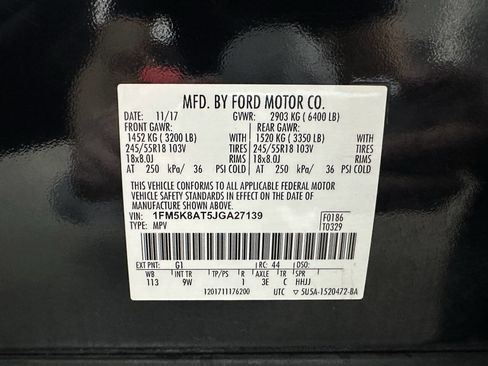 MFD. BY FORD MOTOR CO.
DATE: 11/17 GVWR: 2903 KG ( 6400 LB)
FRONT GAWR: REAR GAWR:
1452 KG ( 3200 LB) WITH 1520 KG ( 3350 LB) WITH
245/55R18 103V TIRES 245/55R18 103V TIRES
18x8.0J RIMS 18x8.0J RIMS
AT 250 kPa/ 36 PSI COLD AT 250 kPa/ 36 PSI COLD
THIS VEHICLE CONFORMS TO ALL APPLICABLE FEDERAL MOTOR
VEHICLE SAFETY STANDARDS IN EFFECT ON THE DATE OF
MANUFACTURE SHOWN ABOVE.
VIN: 1FM5K8AT5JGA27139 F0186
TYPE: MPV T0329
EXT PNT: G1 RC: 44 DSO:
WB INT TR TP/PS R AXLE TR SPR
113 9W 1 3E C HHJJ
1201711176200 UTC ▽ 5U5A-1520472-BA